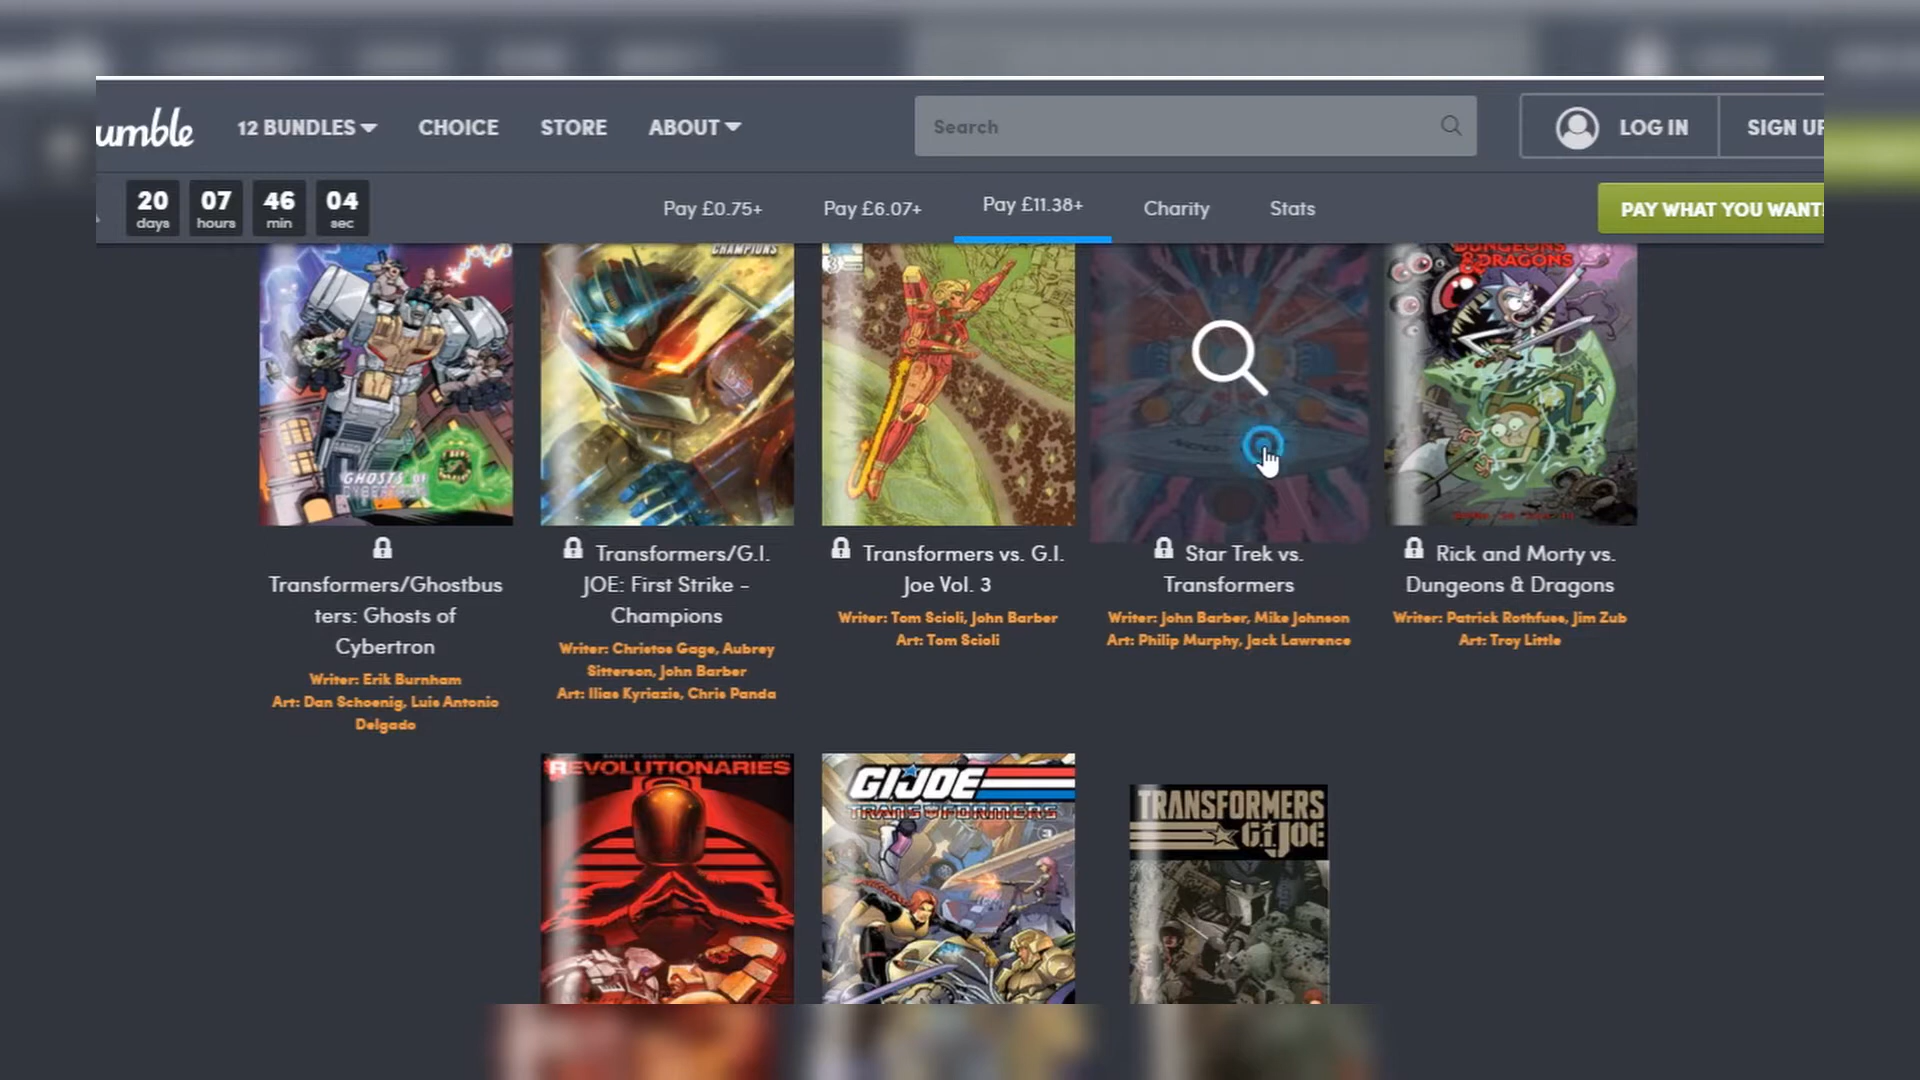 umble
12 BUNDLES
CHOICE
STORE
ABOUT
Search
LOG IN
SIGN UP
20 days
07 hours
46 min
04 sec
Pay £0.75+
Pay £6.07+
Pay £11.38+
Charity
Stats
PAY WHAT YOU WANT!
CHAMPIONS
3
DUNGEONS
& DRAGONS
GHOSTS OF
CYBERTRON
Transformers/Ghostbus
ters: Ghosts of
Cybertron
Writer: Erik Burnham
Art: Dan Schoenig, Luis Antonio
Delgado
Transformers/G.I.
JOE: First Strike –
Champions
Writer: Christos Gage, Aubrey
Sitterson, John Barber
Art: Ilias Kyriazis, Chris Panda
Transformers vs. G.I.
Joe Vol. 3
Writer: Tom Scioli, John Barber
Art: Tom Scioli
Star Trek vs.
Transformers
Writer: John Barber, Mike Johnson
Art: Philip Murphy, Jack Lawrence
Rick and Morty vs.
Dungeons & Dragons
Writer: Patrick Rothfuss, Jim Zub
Art: Troy Little
REVOLUTIONARIES
G.I. JOE
TRANSFORMERS
3
TRANSFORMERS
G.I. JOE